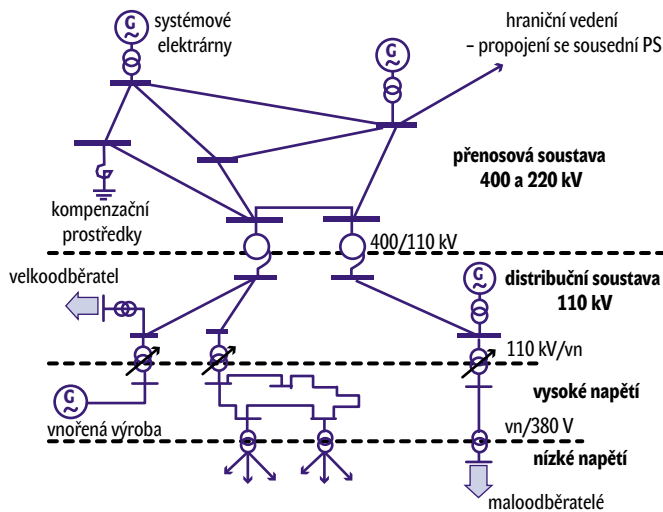 G
systémové
elektrárny
hraniční vedení
– propojení se sousední PS
G
přenosová soustava
400 a 220 kV
kompenzační
prostředky
400/110 kV
velkoodběratel
G
distribuční soustava
110 kV
110 kV/vn
G
vnořená výroba
vysoké napětí
vn/380 V
nízké napětí
maloodběratelé